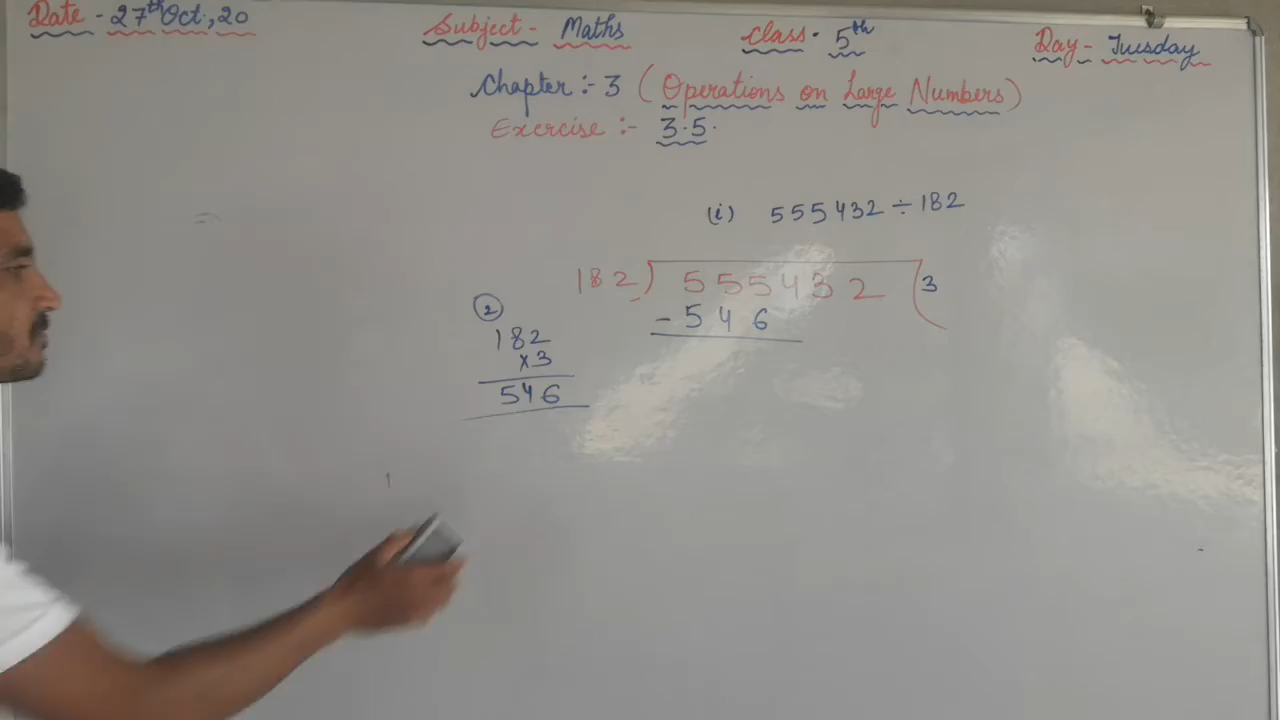 Date - 27th Oct, 20 Subject - Maths Class - 5th Day - Tuesday
Chapter :- 3 (Operations on Large Numbers)
Exercise :- 3.5.
(i) 555432 ÷ 182
182) 555432 (3
- 546
②
182
x3
546